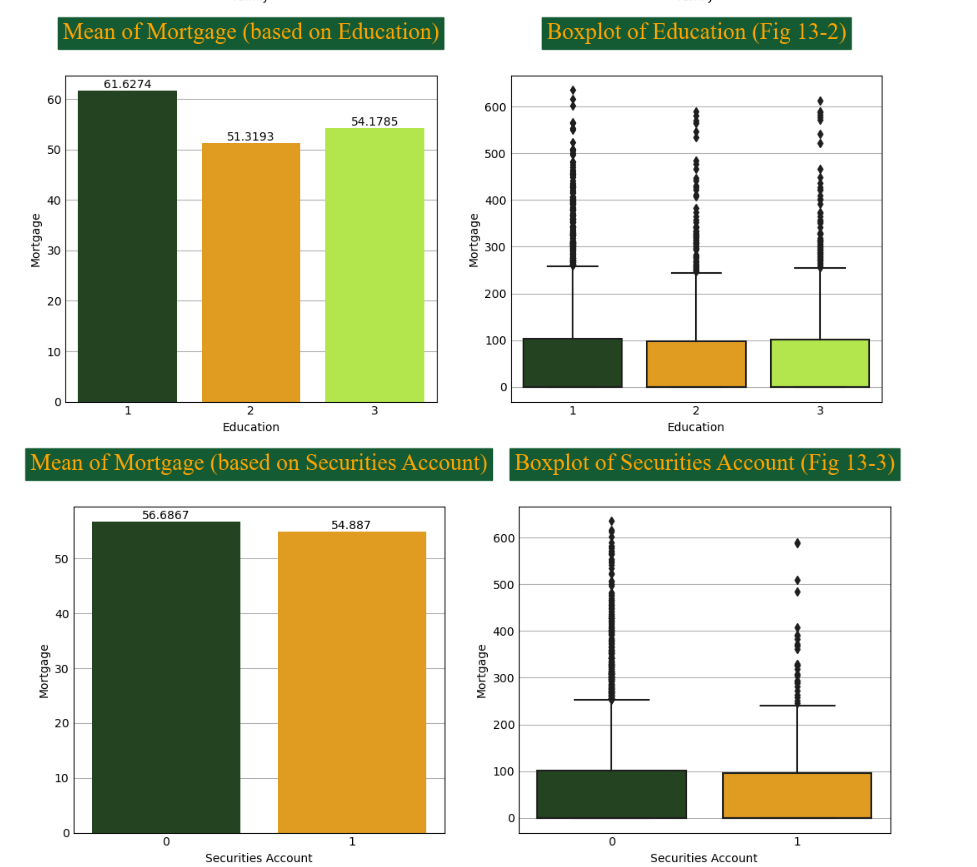 Mean of Mortgage (based on Education)
Boxplot of Education (Fig 13-2)
61.6274
51.3193
54.1785
60
50
40
30
20
10
0
Mortgage
1 2 3
Education
600
500
400
300
200
100
0
Mortgage
1 2 3
Education
Mean of Mortgage (based on Securities Account)
Boxplot of Securities Account (Fig 13-3)
56.6867
54.887
50
40
30
20
10
0
Mortgage
0 1
Securities Account
600
500
400
300
200
100
0
Mortgage
0 1
Securities Account